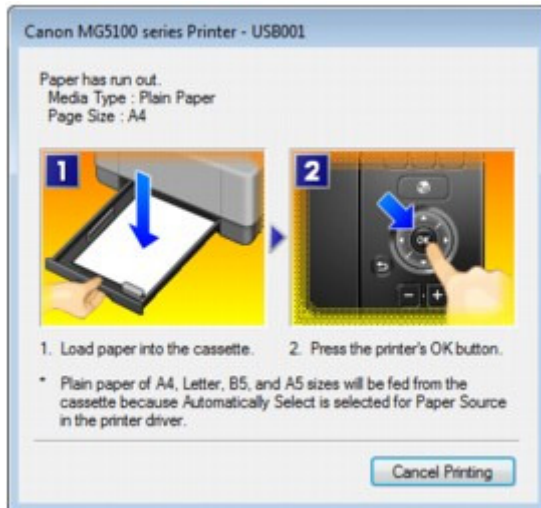 Canon MG5100 series Printer - USB001
Paper has run out.
Media Type : Plain Paper
Page Size : A4
1
2
OK
1. Load paper into the cassette.
2. Press the printer's OK button.
* Plain paper of A4, Letter, B5, and A5 sizes will be fed from the
cassette because Automatically Select is selected for Paper Source
in the printer driver.
Cancel Printing